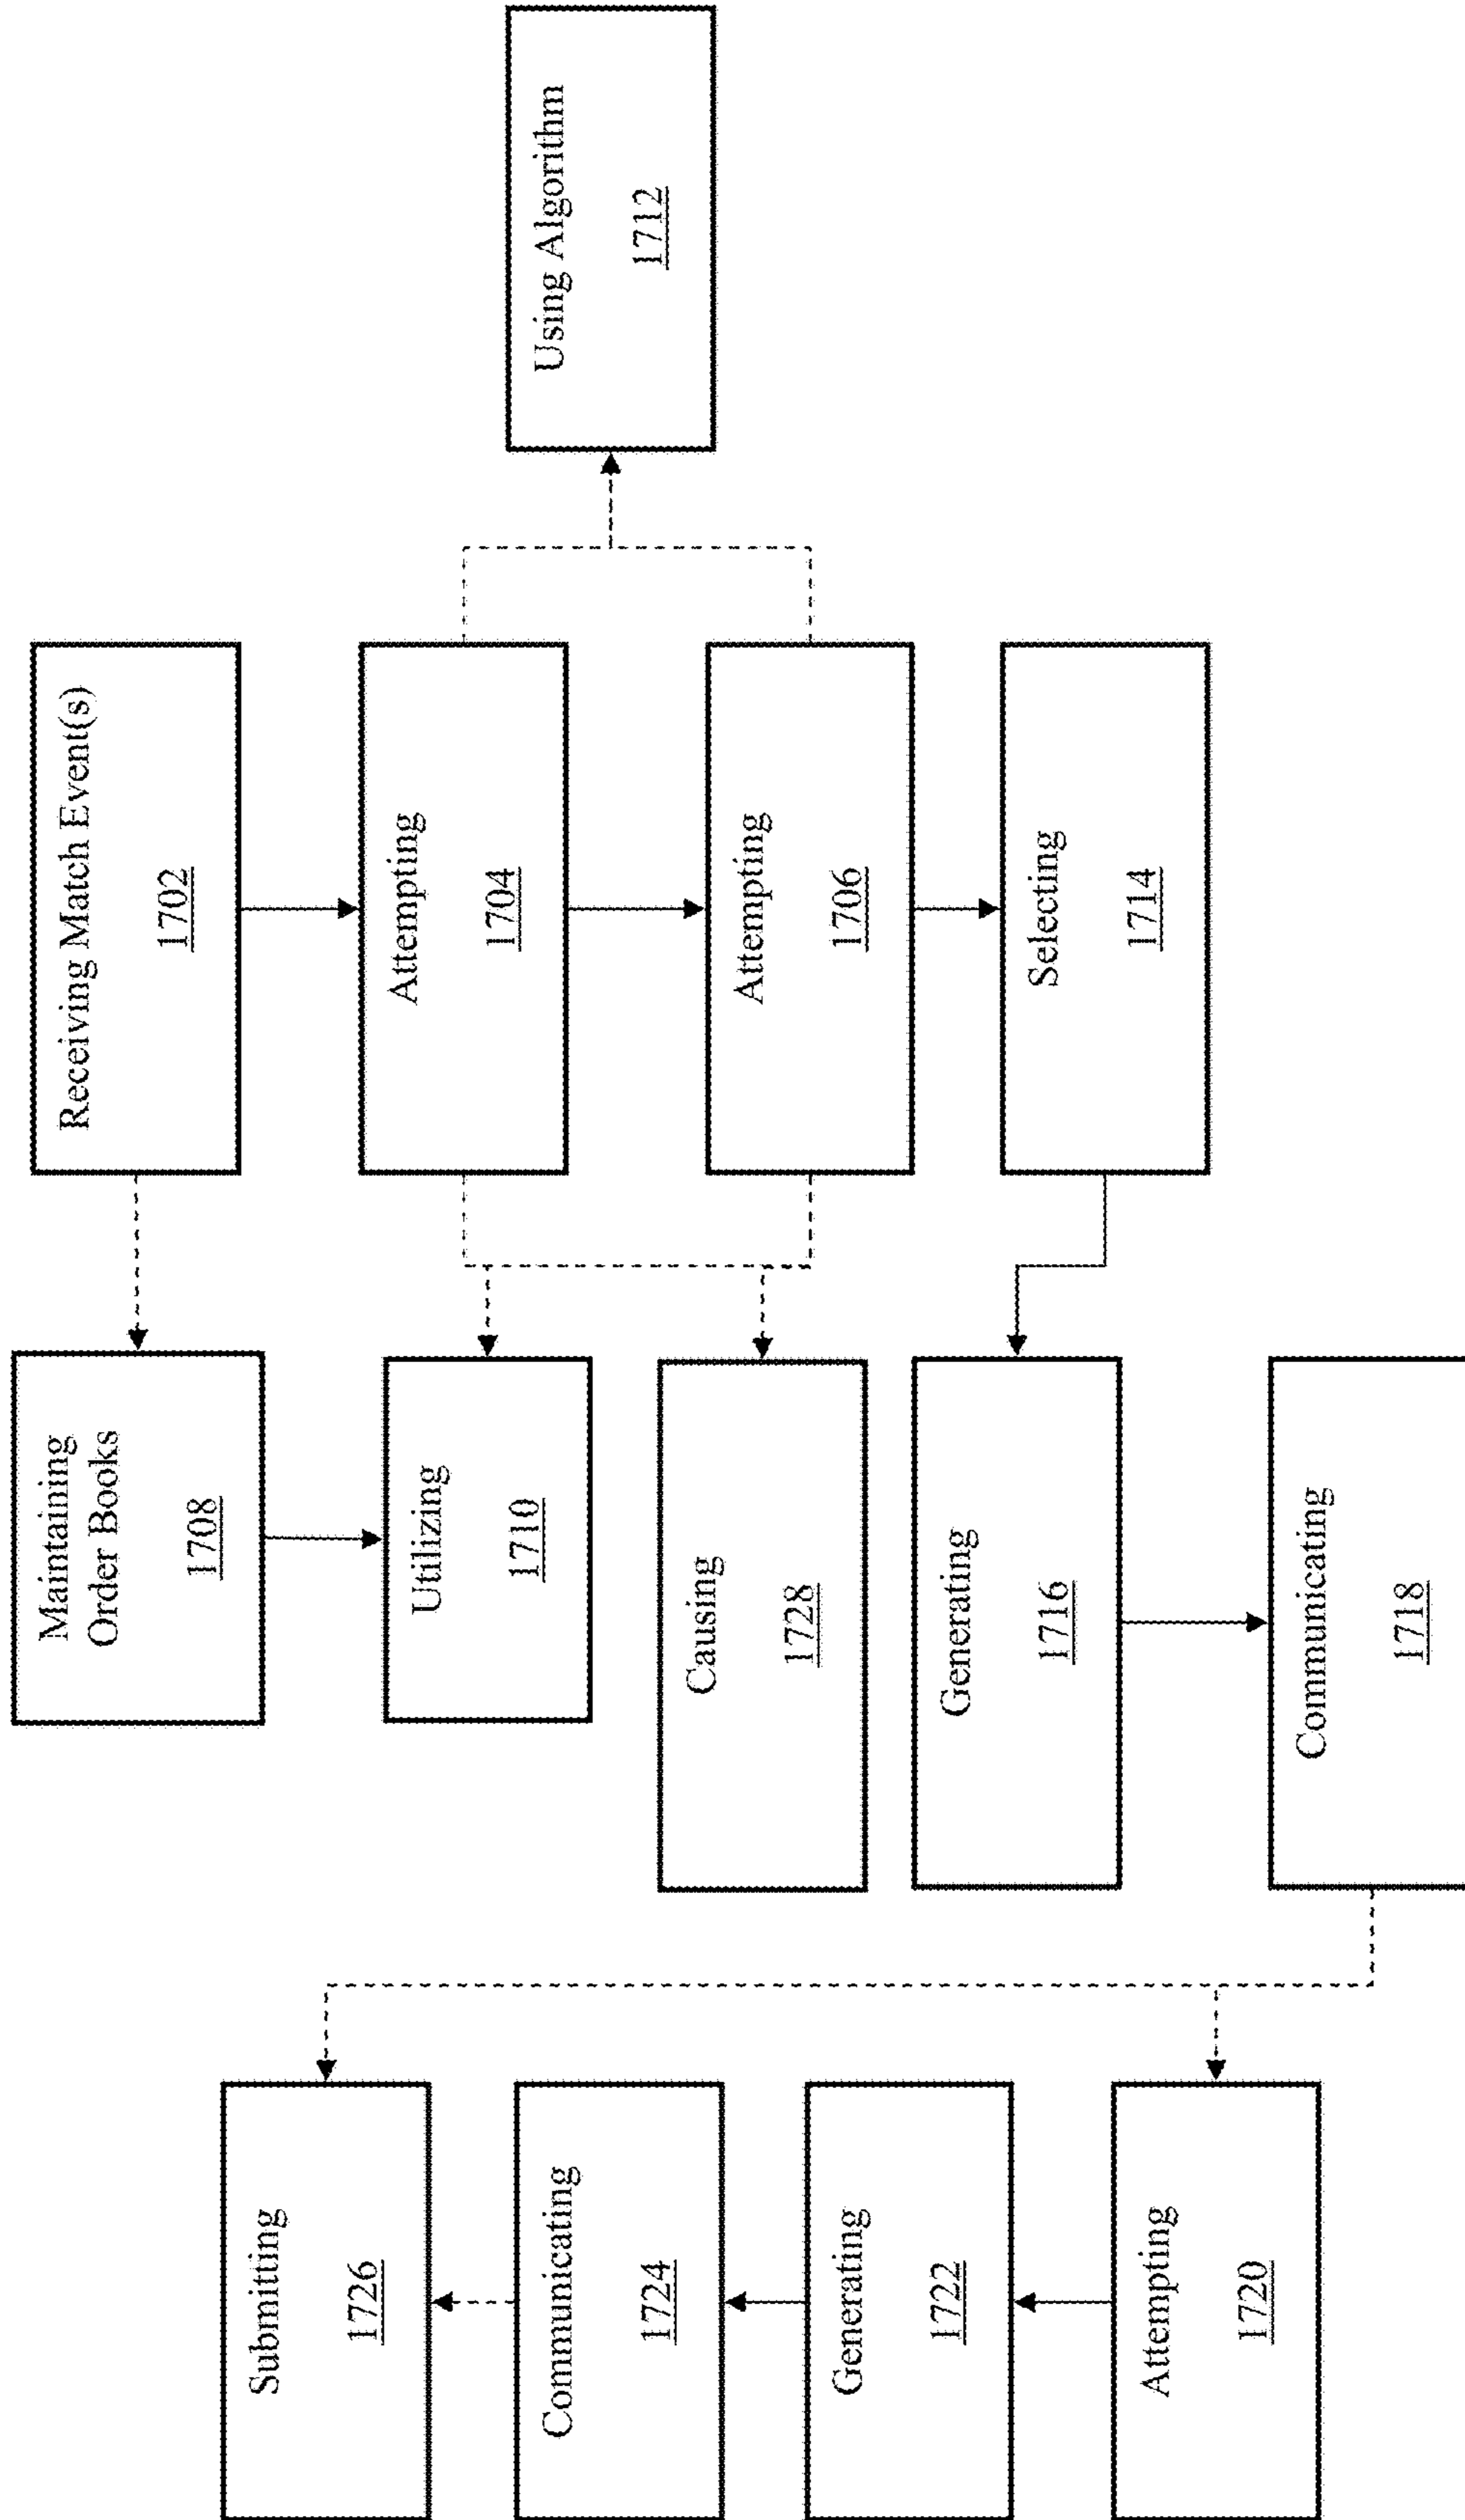 Receiving Match Event(s)
1702
Attempting
1704
Attempting
1706
Selecting
1714
Using Algorithm
1712
Maintaining
Order Books
1708
Utilizing
1710
Causing
1728
Generating
1716
Communicating
1718
Submitting
1726
Communicating
1724
Generating
1722
Attempting
1720